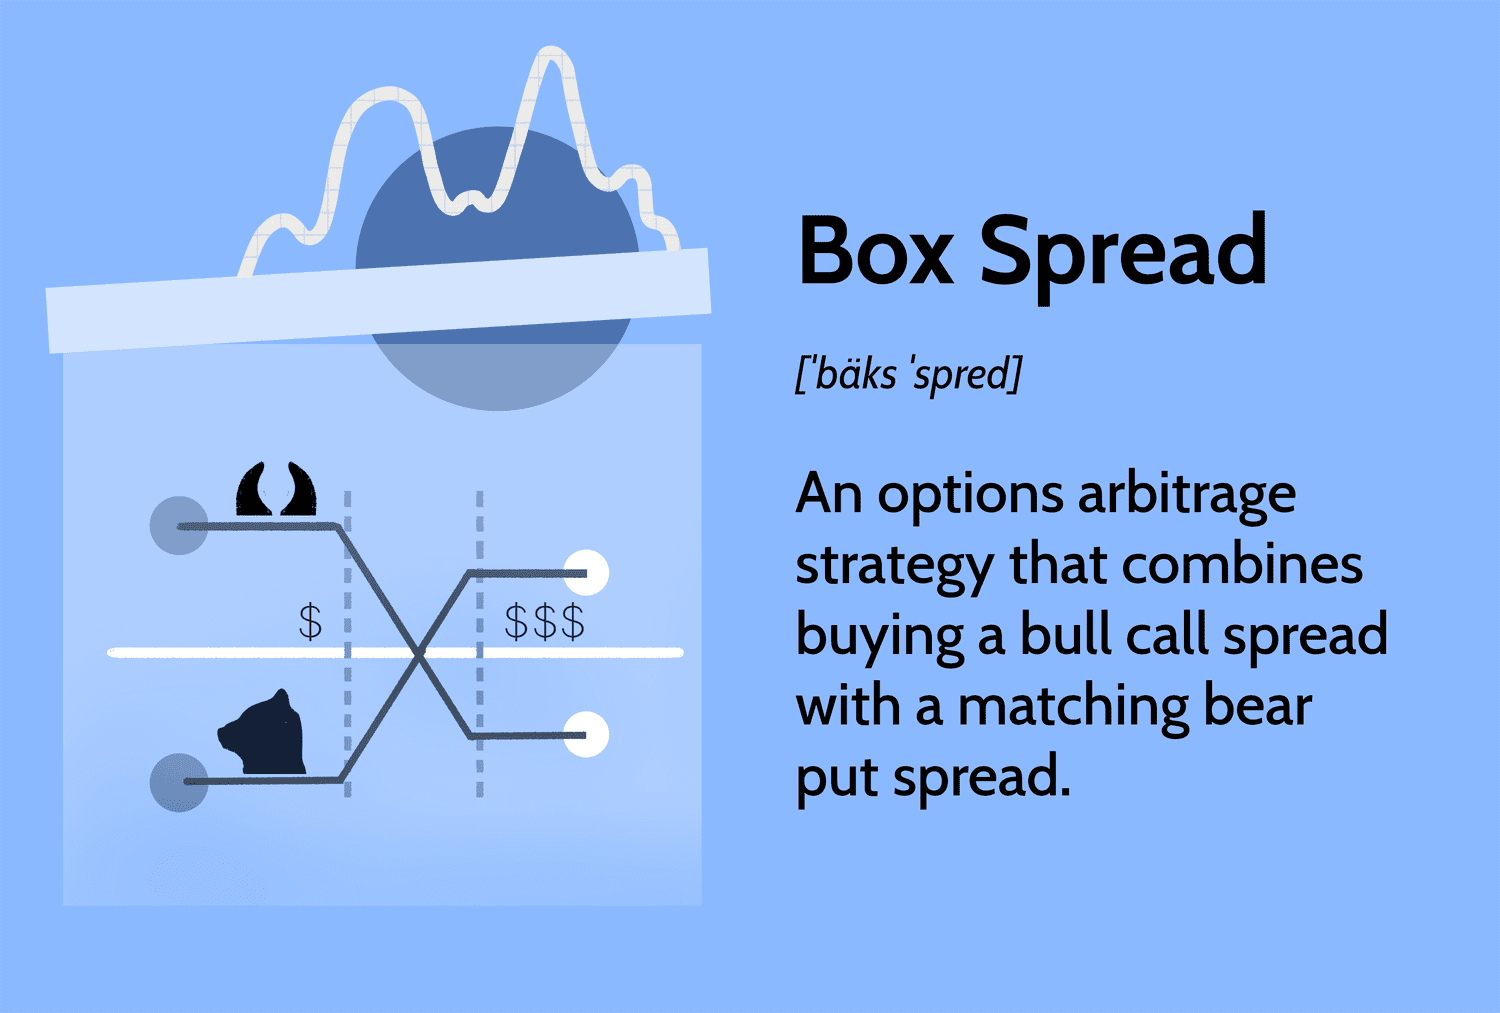 Box Spread
[ˈbäks ˈspred]
An options arbitrage
strategy that combines
buying a bull call spread
with a matching bear
put spread.
$
$$$